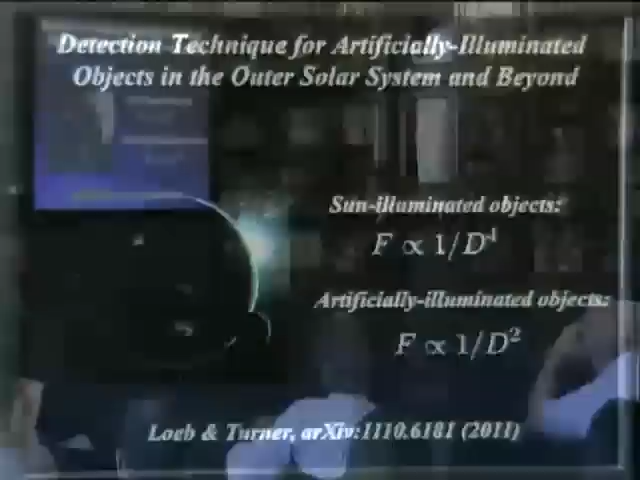 Detection Technique for Artificially-Illuminated
Objects in the Outer Solar System and Beyond
Sun-illuminated objects:
F ∝ 1/D⁴
Artificially-illuminated objects:
F ∝ 1/D²
Loeb & Turner, arXiv:1110.6181 (2011)